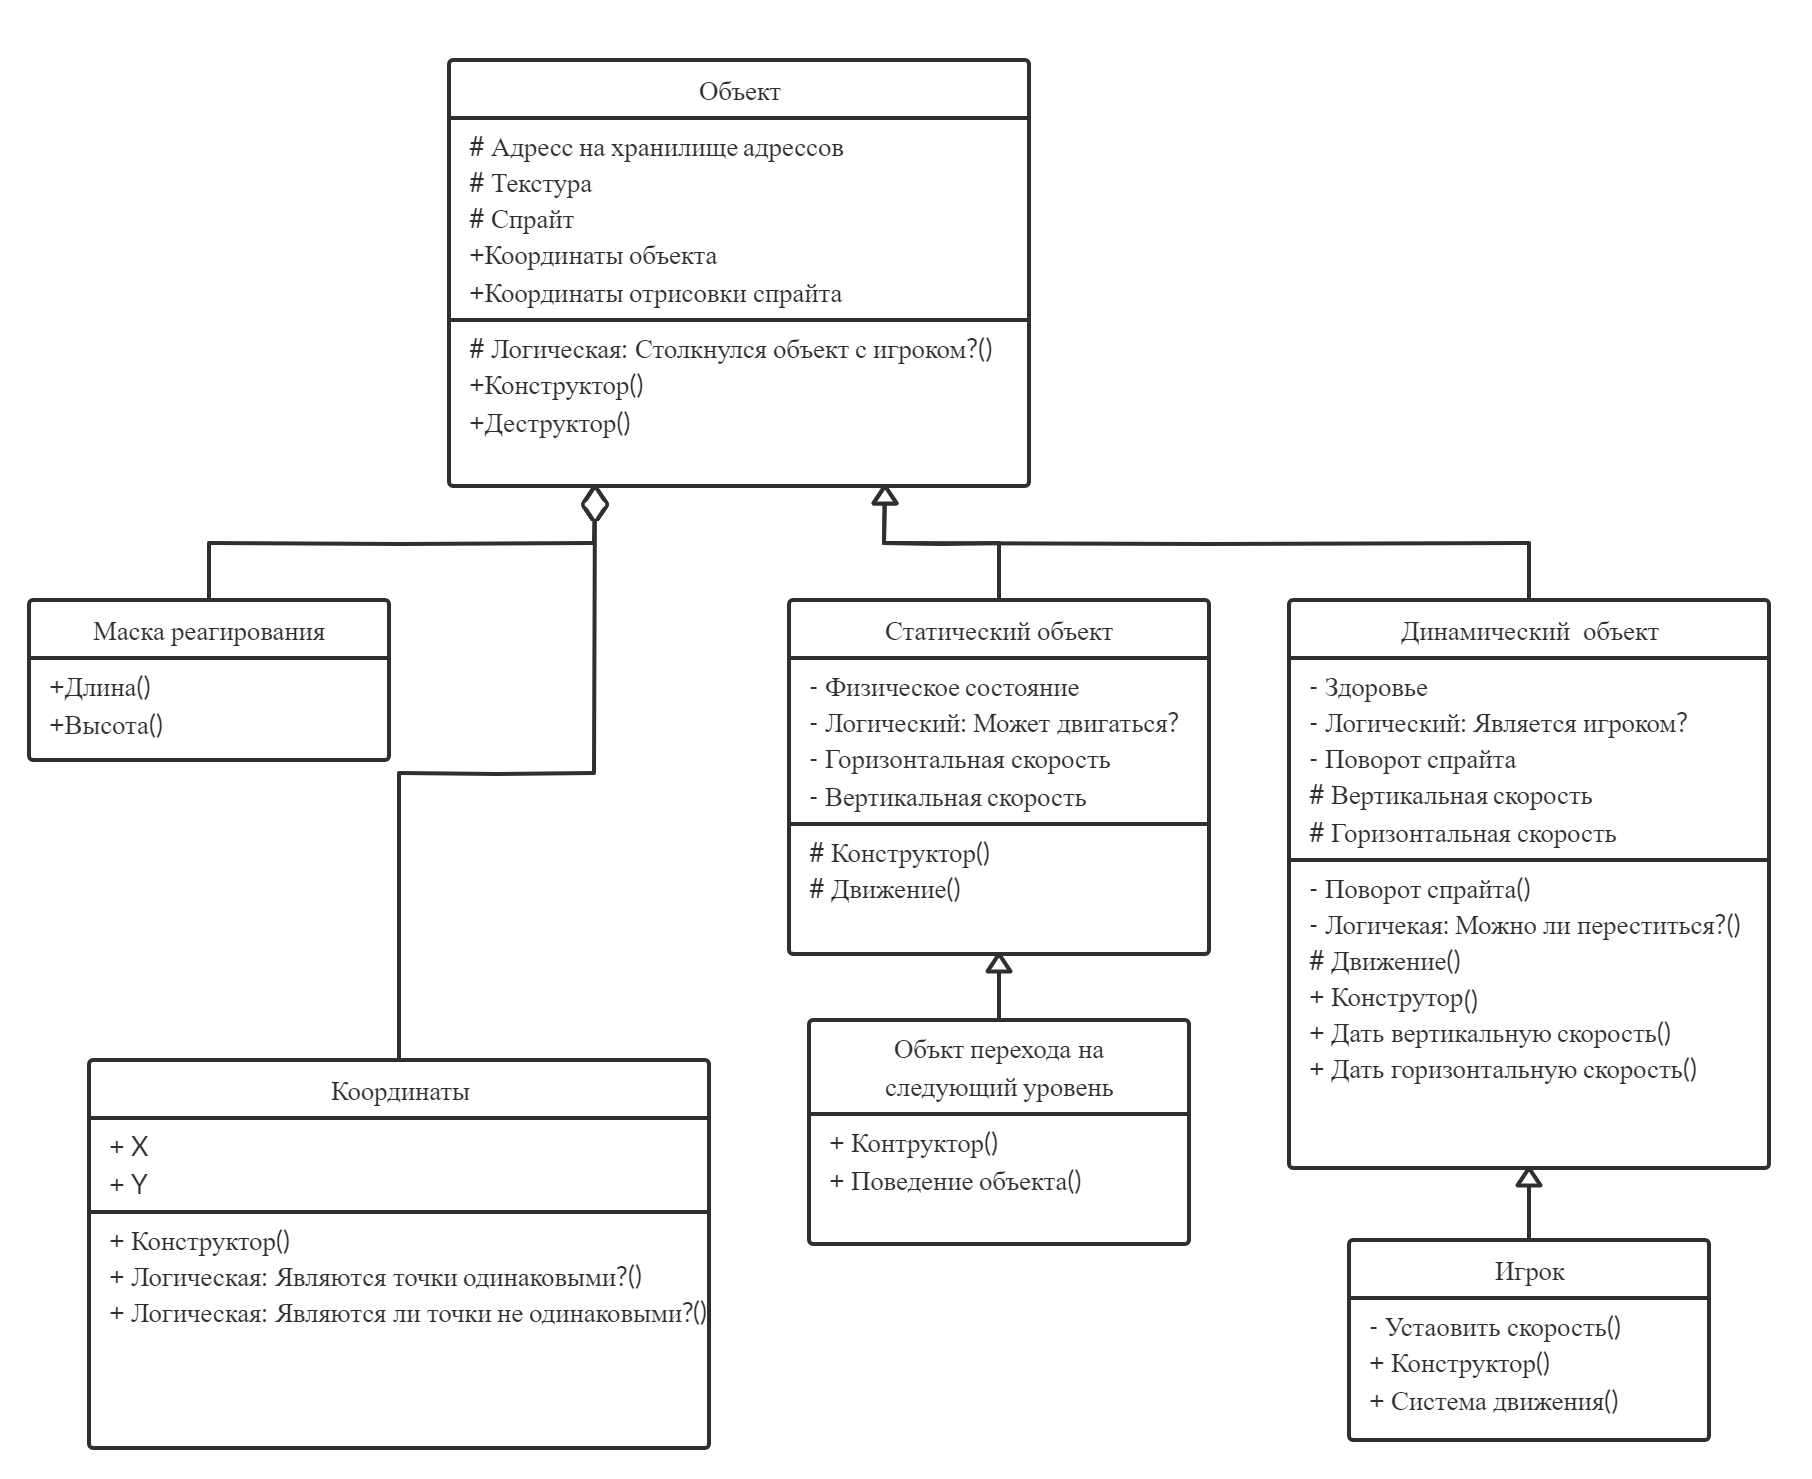 Объект
# Адресс на хранилище адрессов
# Текстура
# Спрайт
+Координаты объекта
+Координаты отрисовки спрайта
# Логическая: Столкнулся объект с игроком?()
+Конструктор()
+Деструктор()
Маска реагирования
+Длина()
+Высота()
Статический объект
- Физическое состояние
- Логический: Может двигаться?
- Горизонтальная скорость
- Вертикальная скорость
# Конструктор()
# Движение()
Динамический объект
- Здоровье
- Логический: Является игроком?
- Поворот спрайта
# Вертикальная скорость
# Горизонтальная скорость
- Поворот спрайта()
- Логичекая: Можно ли переститься?()
# Движение()
+ Конструтор()
+ Дать вертикальную скорость()
+ Дать горизонтальную скорость()
Координаты
+ X
+ Y
+ Конструктор()
+ Логическая: Являются точки одинаковыми?()
+ Логическая: Являются ли точки не одинаковыми?()
Объкт перехода на
следующий уровень
+ Контруктор()
+ Поведение объекта()
Игрок
- Устаовить скорость()
+ Конструктор()
+ Система движения()